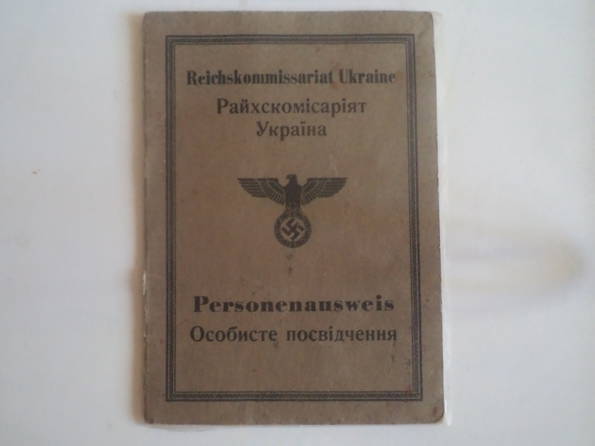 Reichskommissariat Ukraine
Райхскомісаріят
Україна
Personenausweis
Особисте посвідчення